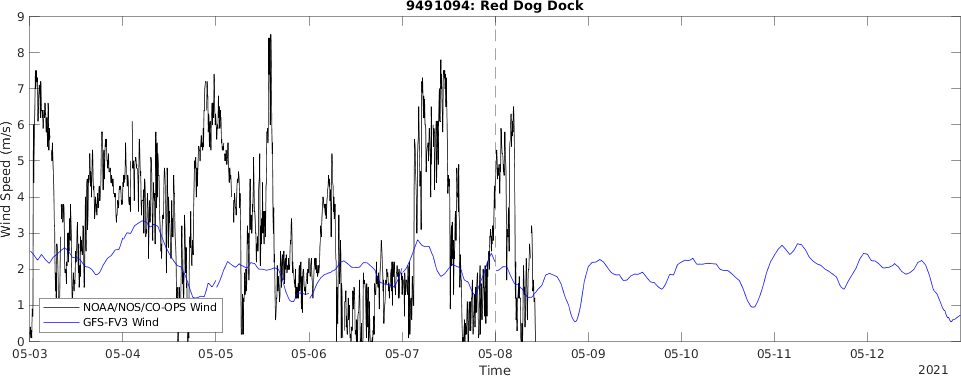 9491094: Red Dog Dock
9
8
7
6
5
4
3
2
1
0
Wind Speed (m/s)
NOAA/NOS/CO-OPS Wind
GFS-FV3 Wind
05-03 05-04 05-05 05-06 05-07 05-08 05-09 05-10 05-11 05-12
Time
2021